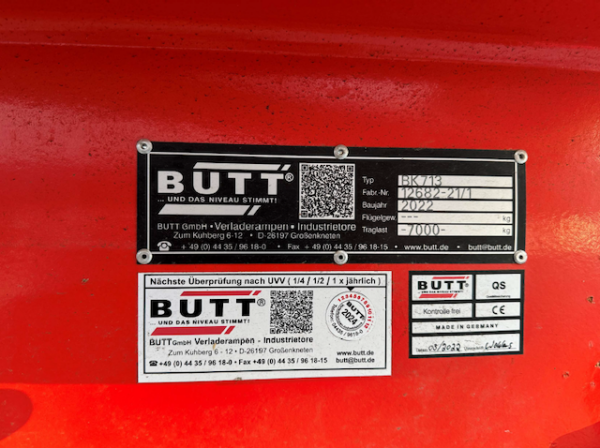 BUTT®
... UND DAS NIVEAU STIMMT!
BUTT GmbH • Verladerampen • Industrietore
Zum Kuhberg 6-12 • D-26197 Großenkneten
☎ + 49 (0) 44 35 / 96 18-0 • Fax + 49 (0) 44 35 / 96 18-15 • www.butt.de • butt@butt.de
Typ BK713
Fabr.-Nr. 12682-21/1
Baujahr 2022
Flügelgew. --- kg
Traglast -7000- kg
Nächste Überprüfung nach UVV ( 1/4 / 1/2 / 1 x jährlich )
BUTT®
... UND DAS NIVEAU STIMMT!
BUTT GmbH Verladerampen - Industrietore
Zum Kuhberg 6 - 12 • D-26197 Großenkneten
☎ +49 (0) 44 35/ 96 18-0 • Fax +49 (0) 44 35/ 96 18-15
www.butt.de
butt@butt.de
BUTT
2024
BUTT®
QS
Kontrolle frei
CE
MADE IN GERMANY
03/2022